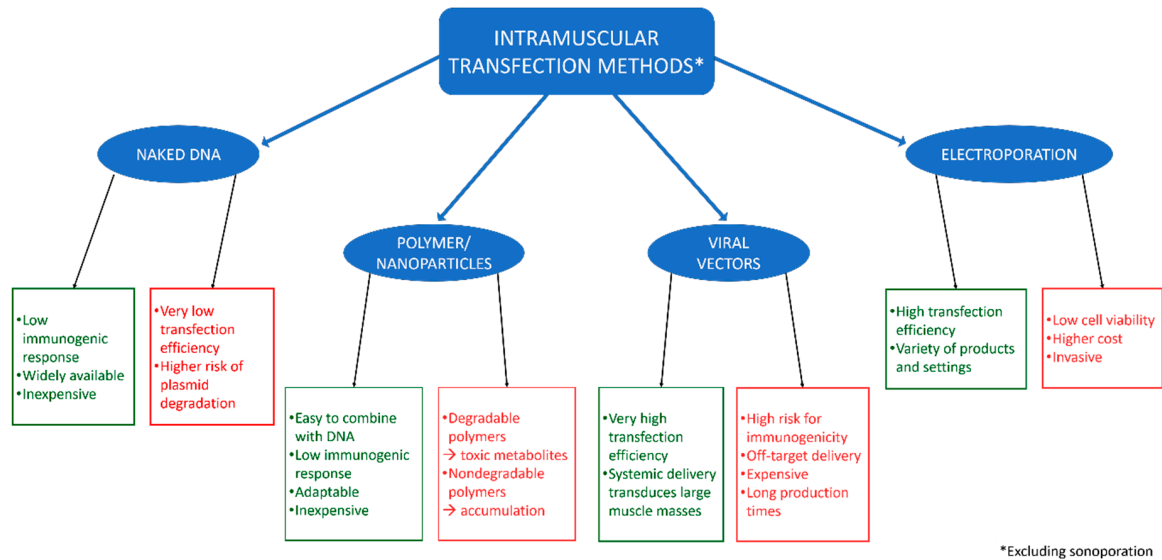 INTRAMUSCULAR
TRANSFECTION METHODS*
NAKED DNA
ELECTROPORATION
POLYMER/
NANOPARTICLES
VIRAL
VECTORS
•Low
immunogenic
response
•Widely available
•Inexpensive
•Very low
transfection
efficiency
•Higher risk of
plasmid
degradation
•Easy to combine
with DNA
•Low immunogenic
response
•Adaptable
•Inexpensive
•Degradable
polymers
→ toxic metabolites
•Nondegradable
polymers
→ accumulation
•Very high
transfection
efficiency
•Systemic delivery
transduces large
muscle masses
•High risk for
immunogenicity
•Off-target delivery
•Expensive
•Long production
times
•High transfection
efficiency
•Variety of products
and settings
•Low cell viability
•Higher cost
•Invasive
*Excluding sonoporation